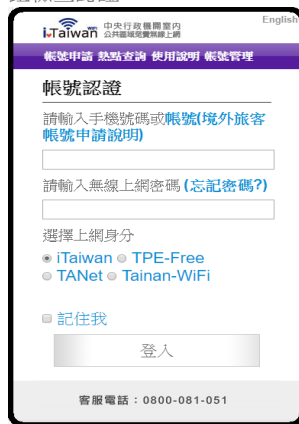 English
iTaiwan 中央行政機關室內
公共區域免費無線上網
帳號申請 熱點查詢 使用說明 帳號管理
帳號認證
請輸入手機號碼或帳號(境外旅客
帳號申請說明)
請輸入無線上網密碼 (忘記密碼?)
選擇上網身分
iTaiwan TPE-Free
TANet Tainan-WiFi
記住我
登入
客服電話：0800-081-051